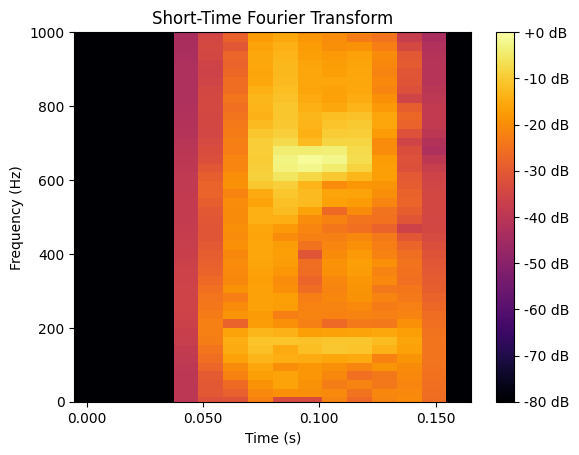 Short-Time Fourier Transform
1000
800
600
400
200
0
Frequency (Hz)
0.000
0.050
0.100
0.150
Time (s)
+0 dB
-10 dB
-20 dB
-30 dB
-40 dB
-50 dB
-60 dB
-70 dB
-80 dB